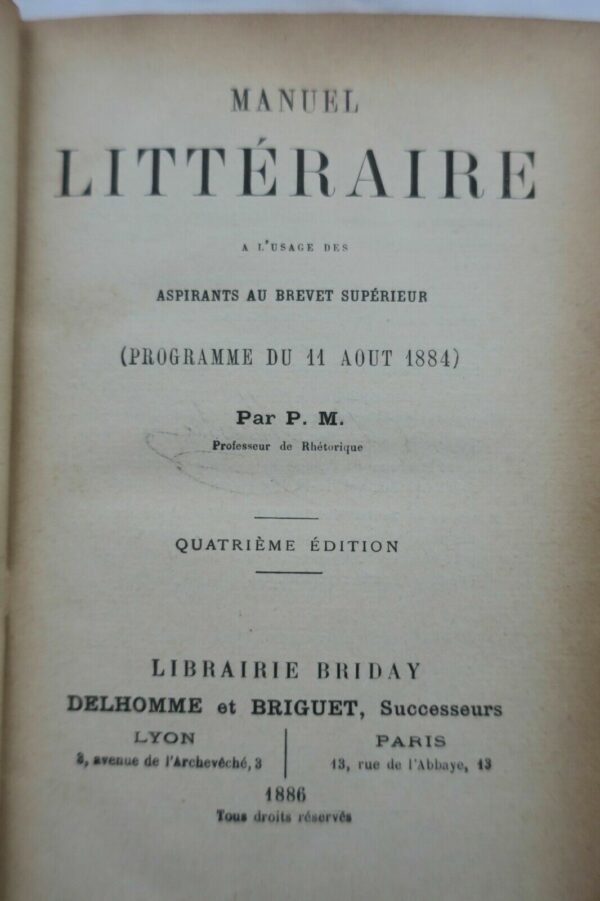 MANUEL
LITTÉRAIRE
A L'USAGE DES
ASPIRANTS AU BREVET SUPÉRIEUR
(PROGRAMME DU 11 AOUT 1884)
Par P. M.
Professeur de Rhétorique
QUATRIÈME ÉDITION
LIBRAIRIE BRIDAY
DELHOMME et BRIGUET, Successeurs
LYON
3, avenue de l'Archevêché, 3
PARIS
13, rue de l'Abbaye, 13
1886
Tous droits réservés